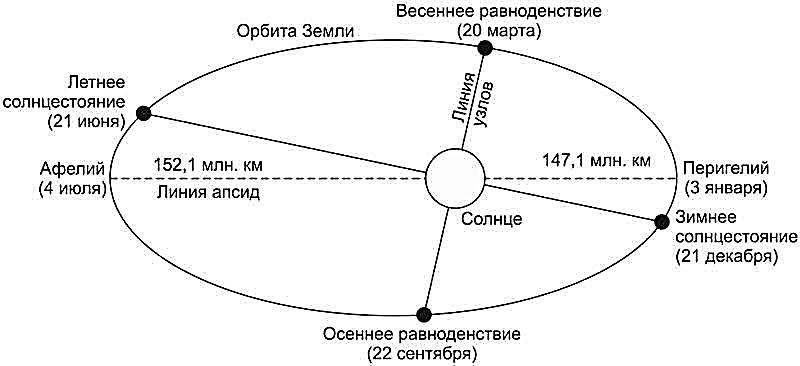 Весеннее равноденствие
(20 марта)
Орбита Земли
Летнее
солнцестояние
(21 июня)
Линия
узлов
Афелий
(4 июля)
152,1 млн. км
Линия апсид
147,1 млн. км
Перигелий
(3 января)
Солнце
Зимнее
солнцестояние
(21 декабря)
Осеннее равноденствие
(22 сентября)